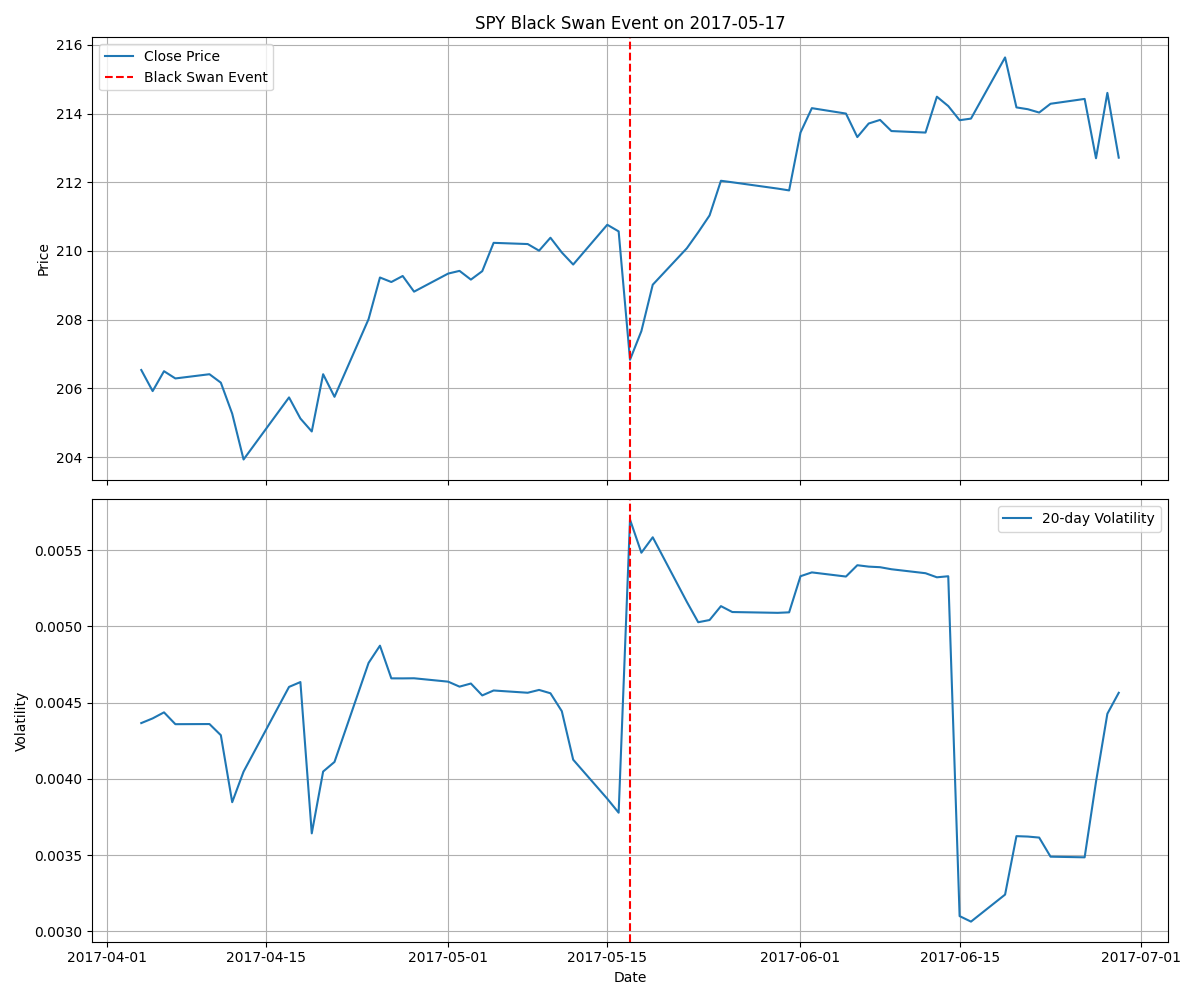 SPY Black Swan Event on 2017-05-17
Close Price
Black Swan Event
216
214
212
210
208
206
204
Price
20-day Volatility
0.0055
0.0050
0.0045
0.0040
0.0035
0.0030
Volatility
2017-04-01 2017-04-15 2017-05-01 2017-05-15 2017-06-01 2017-06-15 2017-07-01
Date